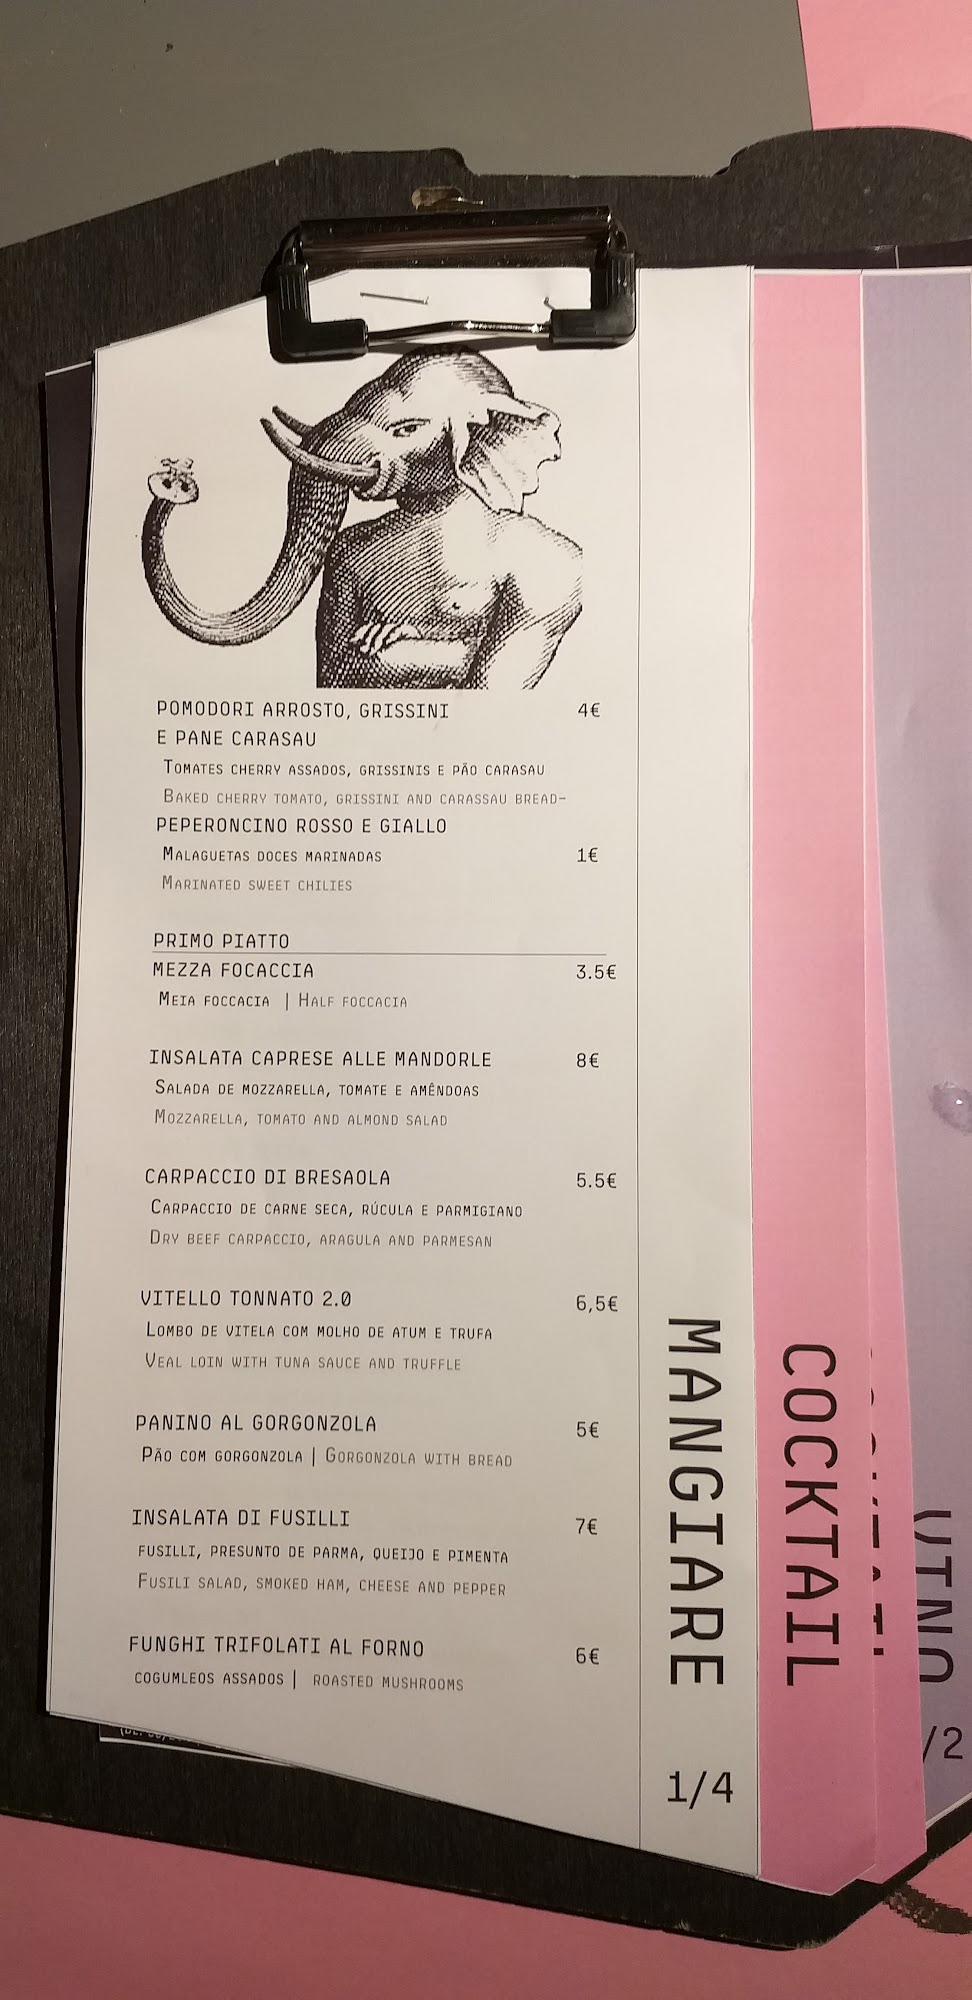 POMODORI ARROSTO, GRISSINI 4€
E PANE CARASAU
TOMATES CHERRY ASSADOS, GRISSINIS E PÃO CARASAU
BAKED CHERRY TOMATO, GRISSINI AND CARASSAU BREAD-
PEPERONCINO ROSSO E GIALLO
MALAGUETAS DOCES MARINADAS 1€
MARINATED SWEET CHILIES
PRIMO PIATTO
MEZZA FOCACCIA 3.5€
MEIA FOCCACIA | HALF FOCCACIA
INSALATA CAPRESE ALLE MANDORLE 8€
SALADA DE MOZZARELLA, TOMATE E AMÊNDOAS
MOZZARELLA, TOMATO AND ALMOND SALAD
CARPACCIO DI BRESAOLA 5.5€
CARPACCIO DE CARNE SECA, RÚCULA E PARMIGIANO
DRY BEEF CARPACCIO, ARAGULA AND PARMESAN
VITELLO TONNATO 2.0 6,5€
LOMBO DE VITELA COM MOLHO DE ATUM E TRUFA
VEAL LOIN WITH TUNA SAUCE AND TRUFFLE
PANINO AL GORGONZOLA 5€
PÃO COM GORGONZOLA | GORGONZOLA WITH BREAD
INSALATA DI FUSILLI 7€
FUSILLI, PRESUNTO DE PARMA, QUEIJO E PIMENTA
FUSILI SALAD, SMOKED HAM, CHEESE AND PEPPER
FUNGHI TRIFOLATI AL FORNO 6€
COGUMLEOS ASSADOS | ROASTED MUSHROOMS
MANGIARE
1/4
COCKTAIL
VINO
/2